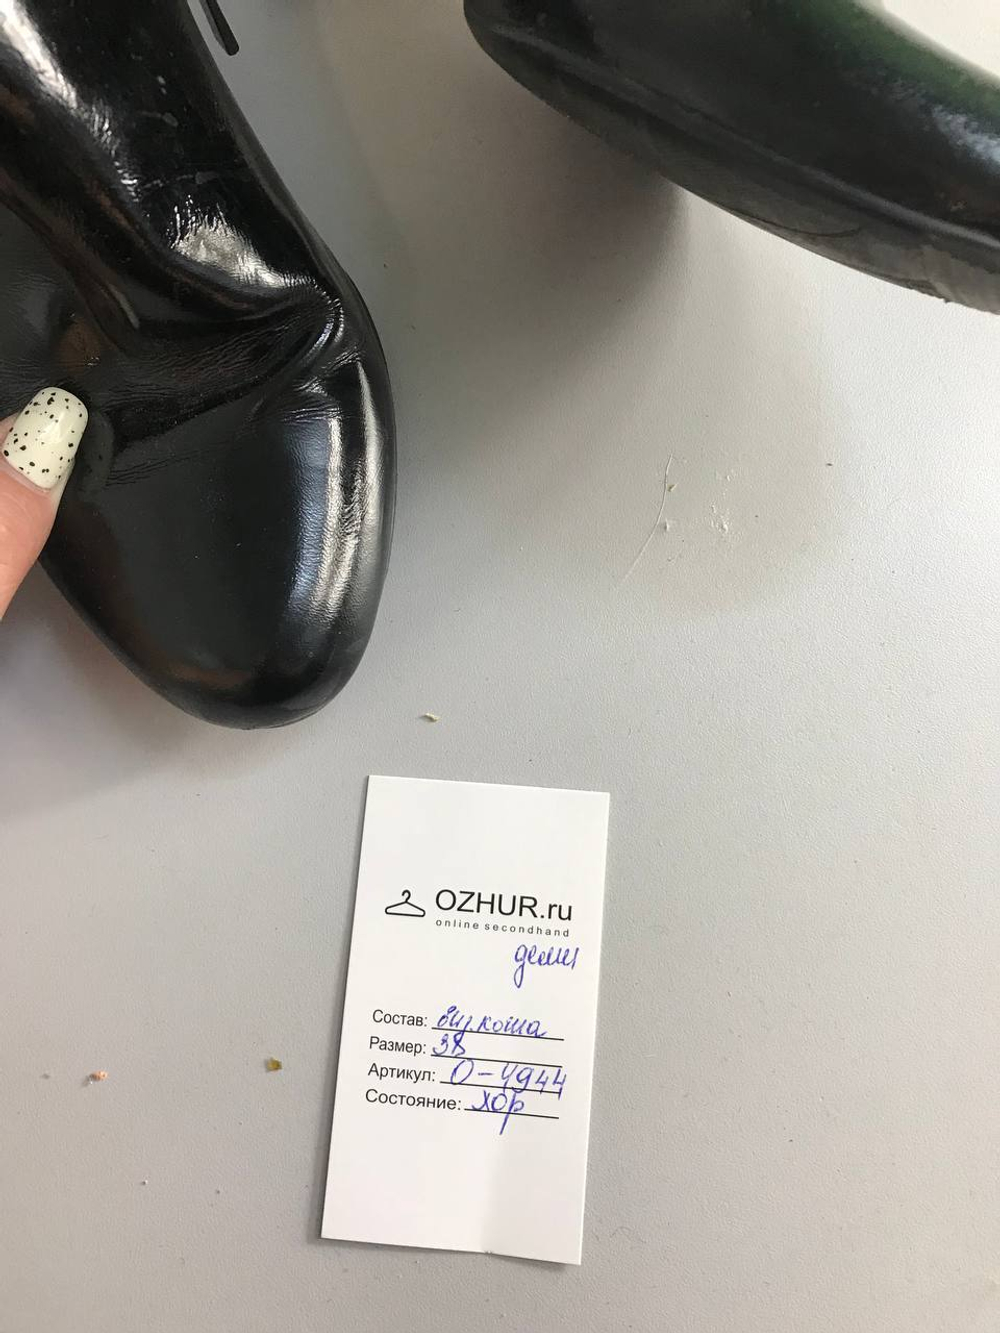 OZHUR.ru
online secondhand
деми
Состав: иск. кожа
Размер: 38
Артикул: О-4944
Состояние: хор